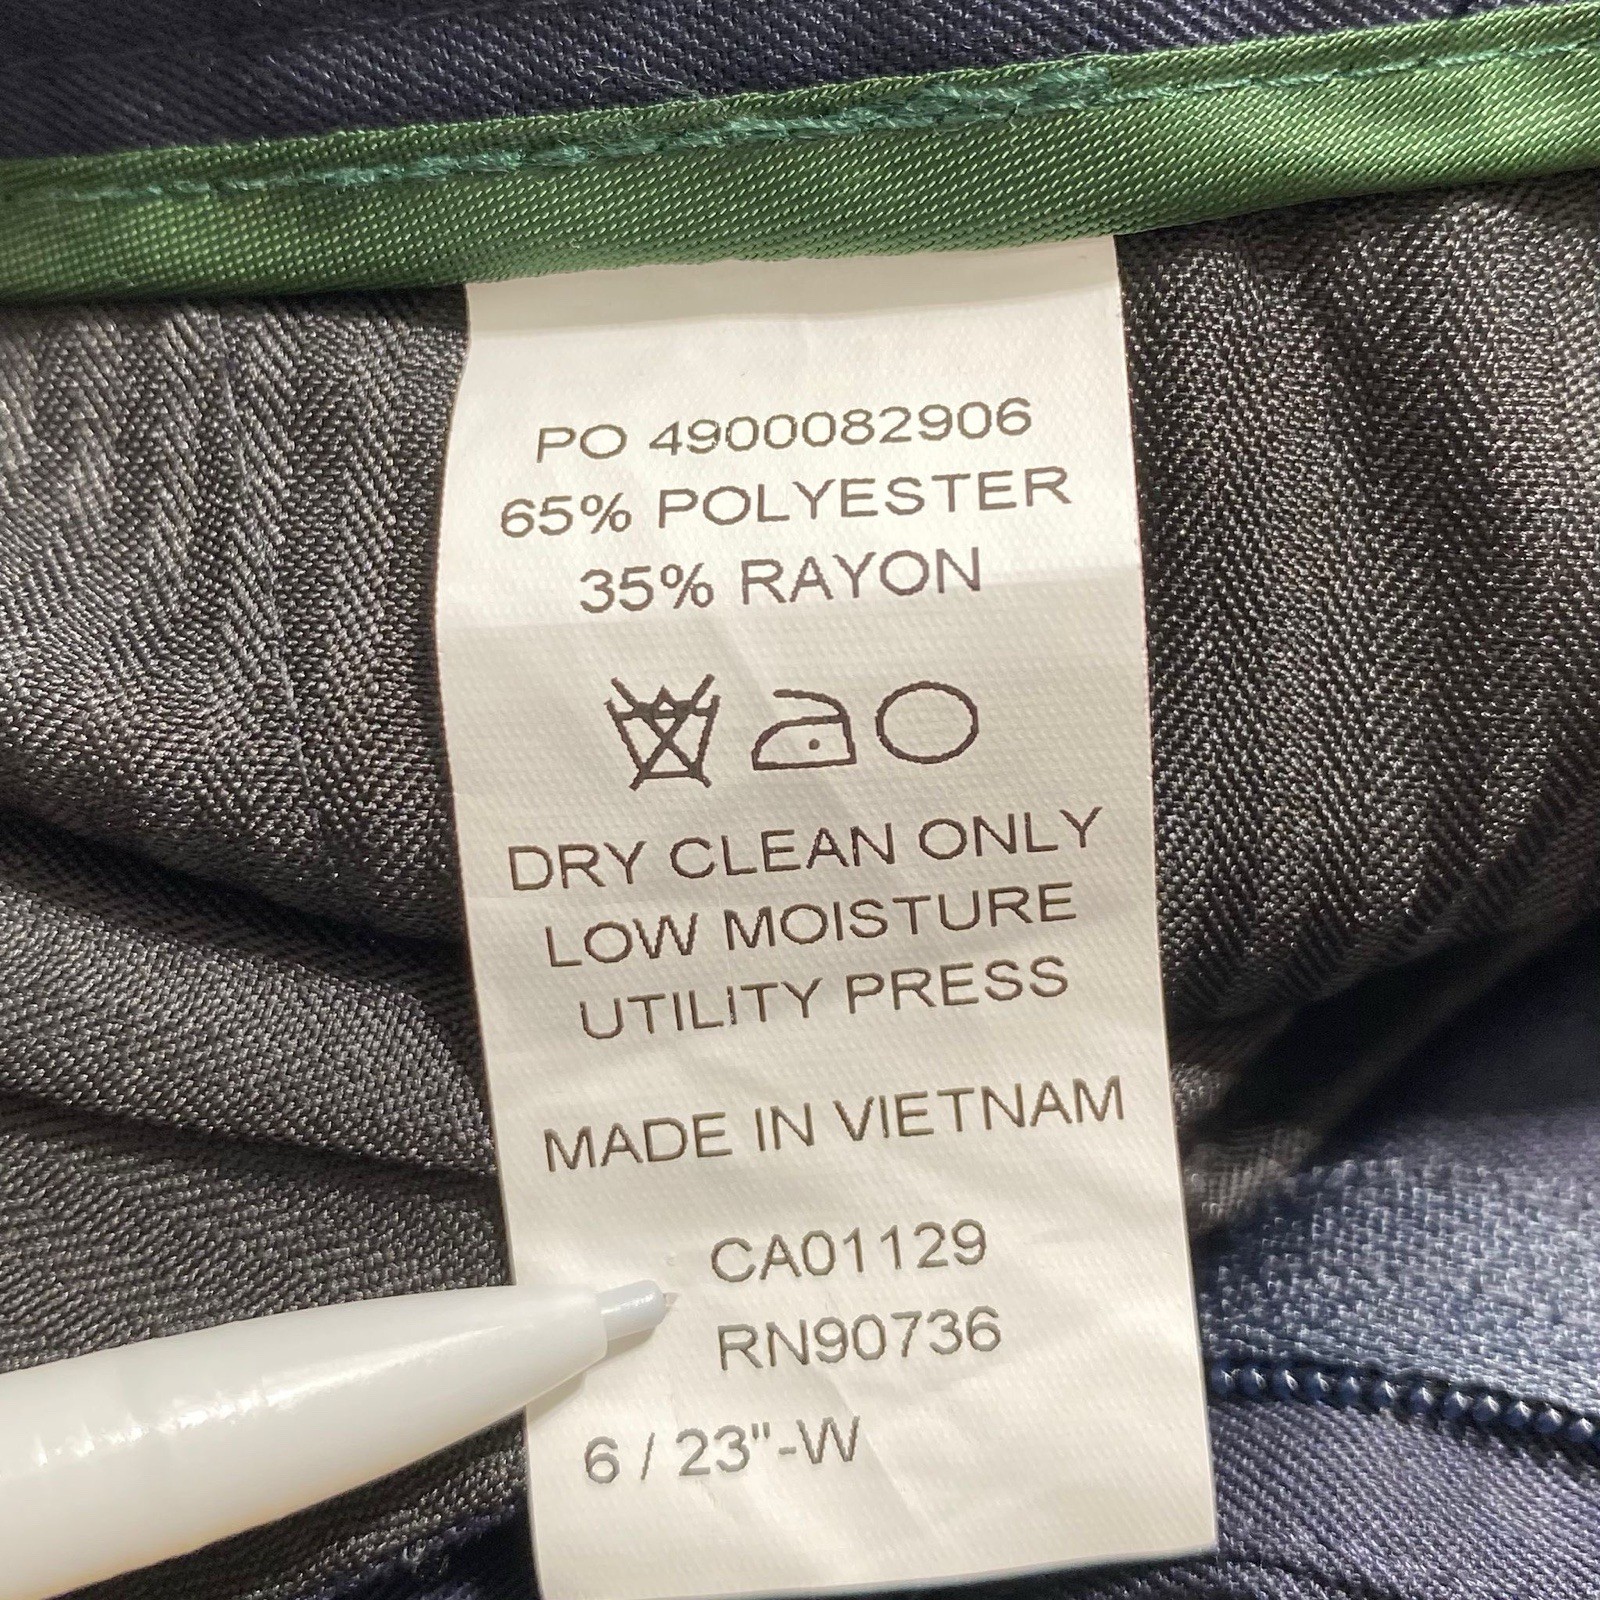 PO 4900082906
65% POLYESTER
35% RAYON
DRY CLEAN ONLY
LOW MOISTURE
UTILITY PRESS
MADE IN VIETNAM
CA01129
RN90736
6 / 23"-W